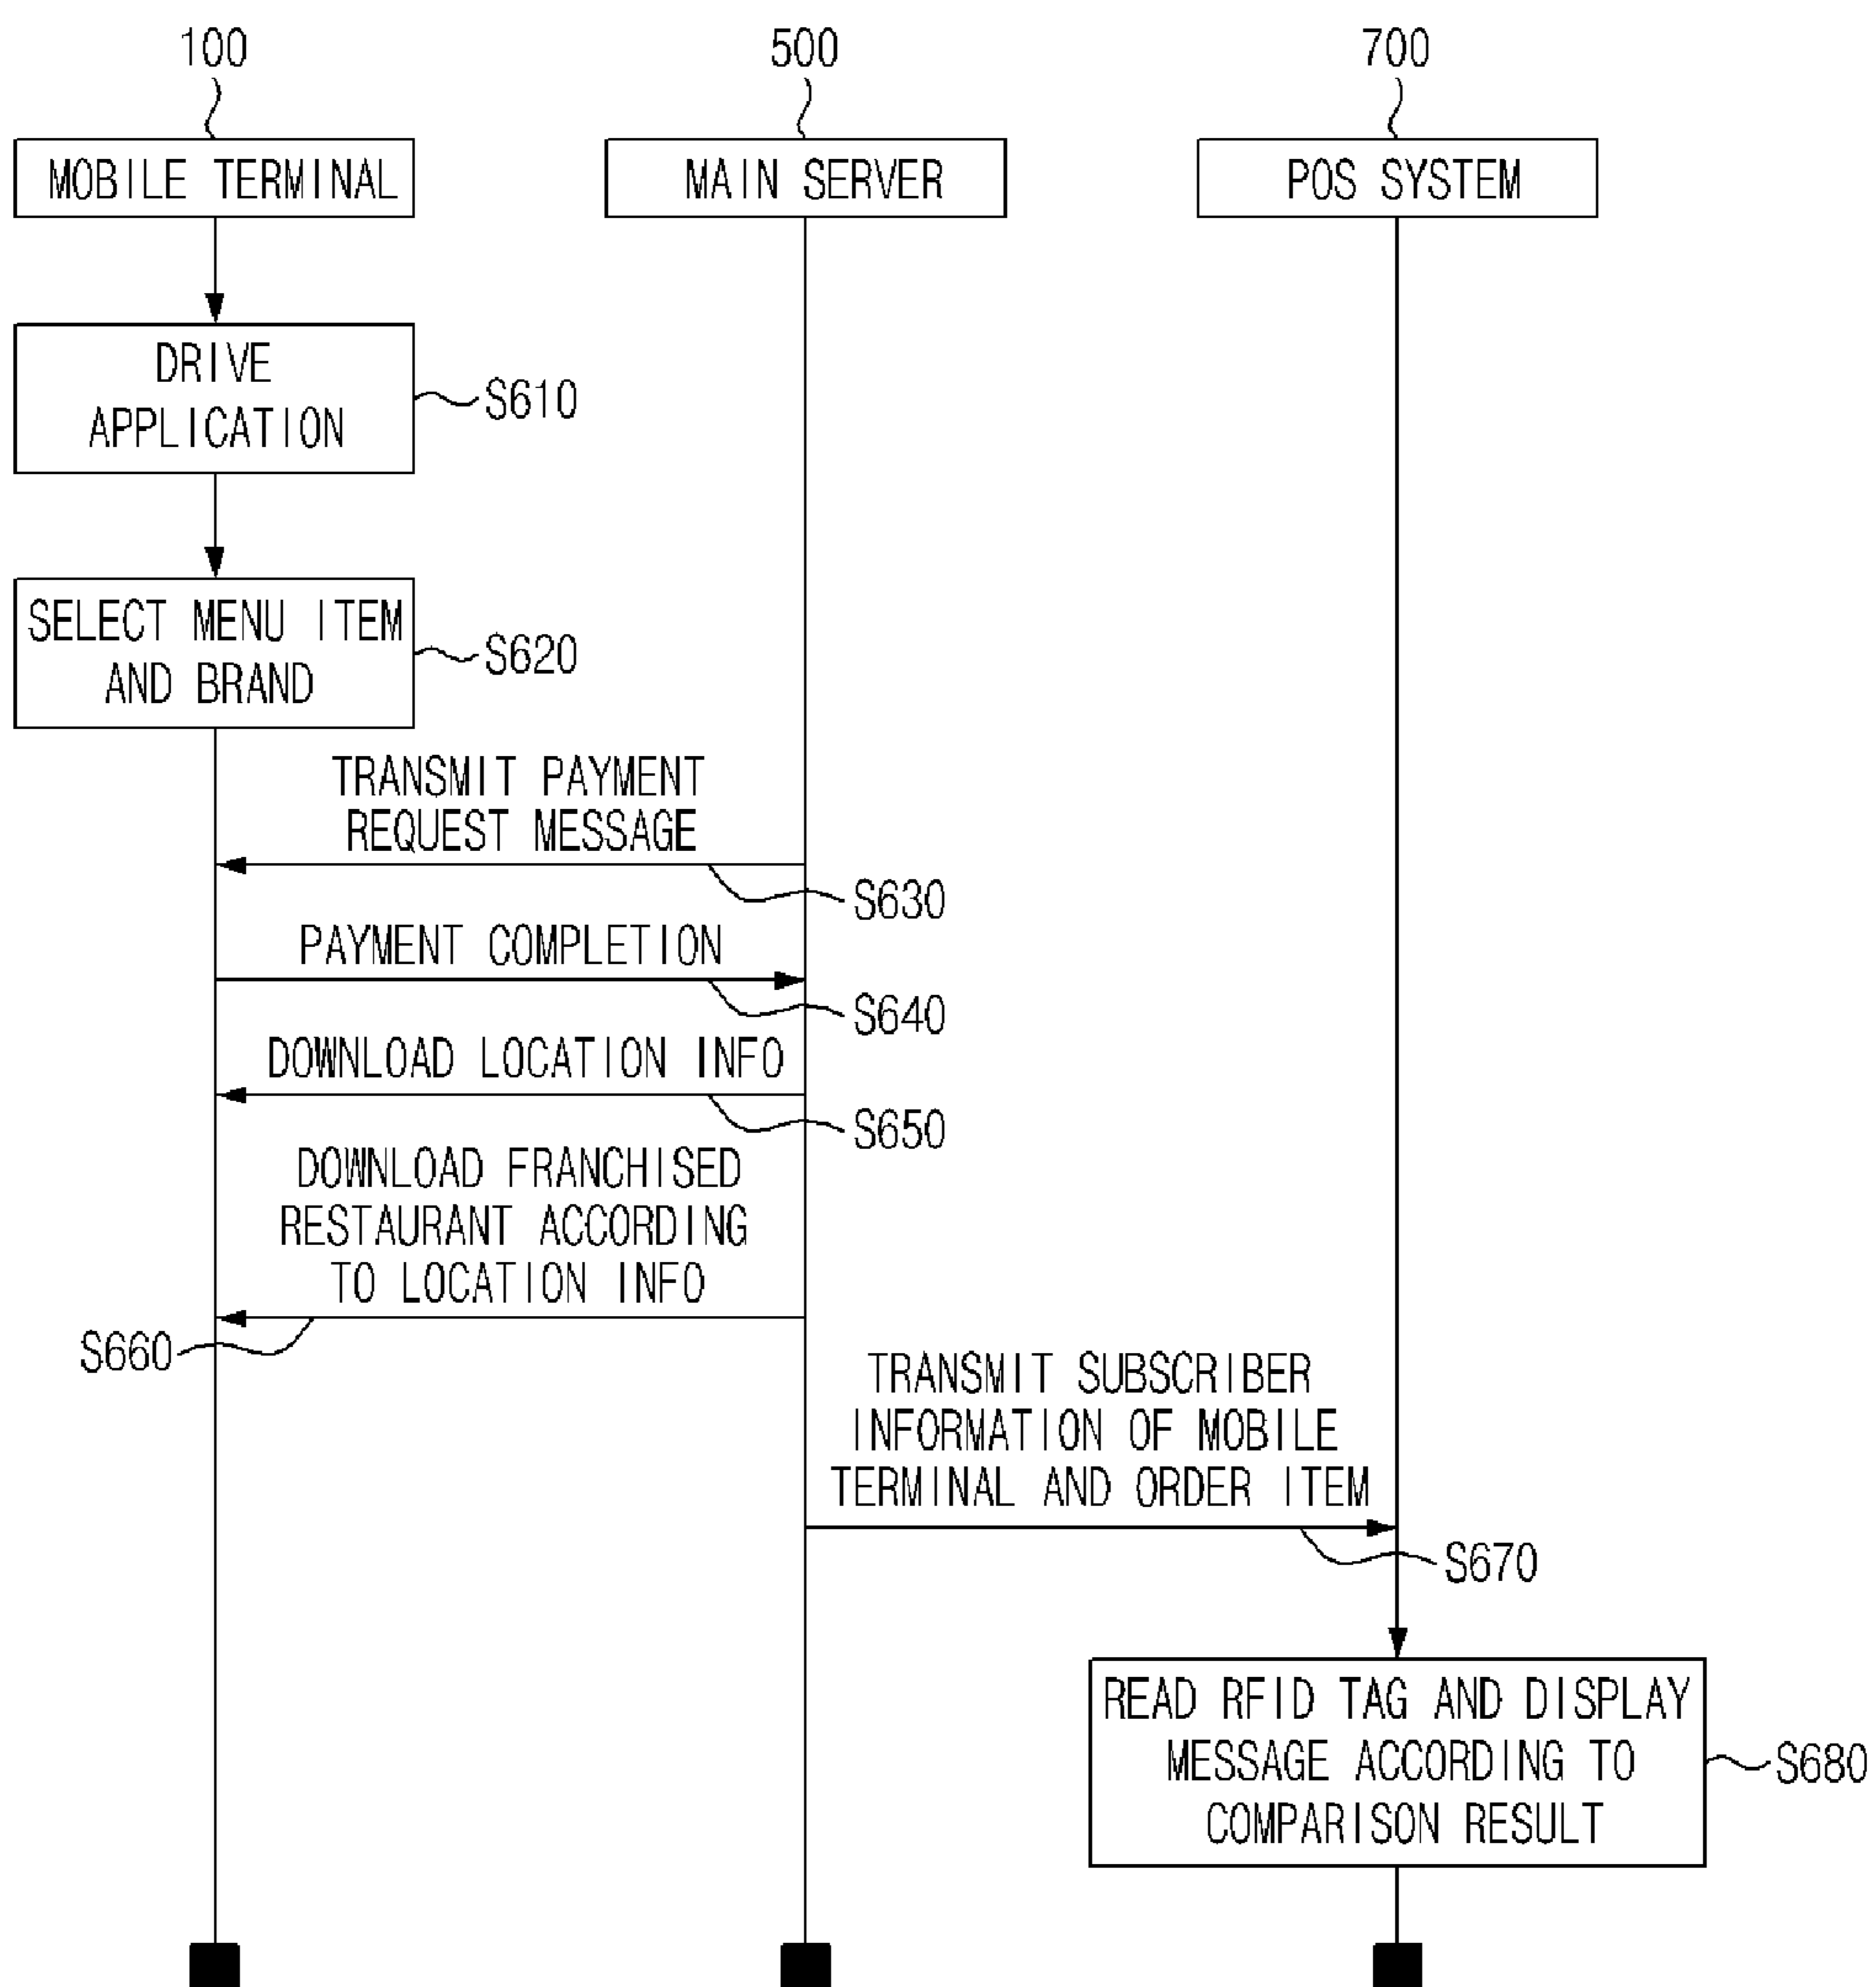 100
500
700
MOBILE TERMINAL
MAIN SERVER
POS SYSTEM
DRIVE
APPLICATION
S610
SELECT MENU ITEM
AND BRAND
S620
TRANSMIT PAYMENT
REQUEST MESSAGE
S630
PAYMENT COMPLETION
S640
DOWNLOAD LOCATION INFO
S650
DOWNLOAD FRANCHISED
RESTAURANT ACCORDING
TO LOCATION INFO
S660
TRANSMIT SUBSCRIBER
INFORMATION OF MOBILE
TERMINAL AND ORDER ITEM
S670
READ RFID TAG AND DISPLAY
MESSAGE ACCORDING TO
COMPARISON RESULT
S680